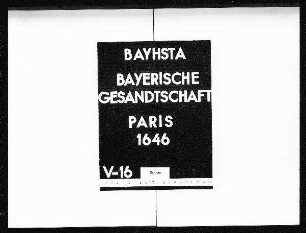 BAYHSTA
BAYERISCHE
GESANDTSCHAFT
PARIS
1646
V-16